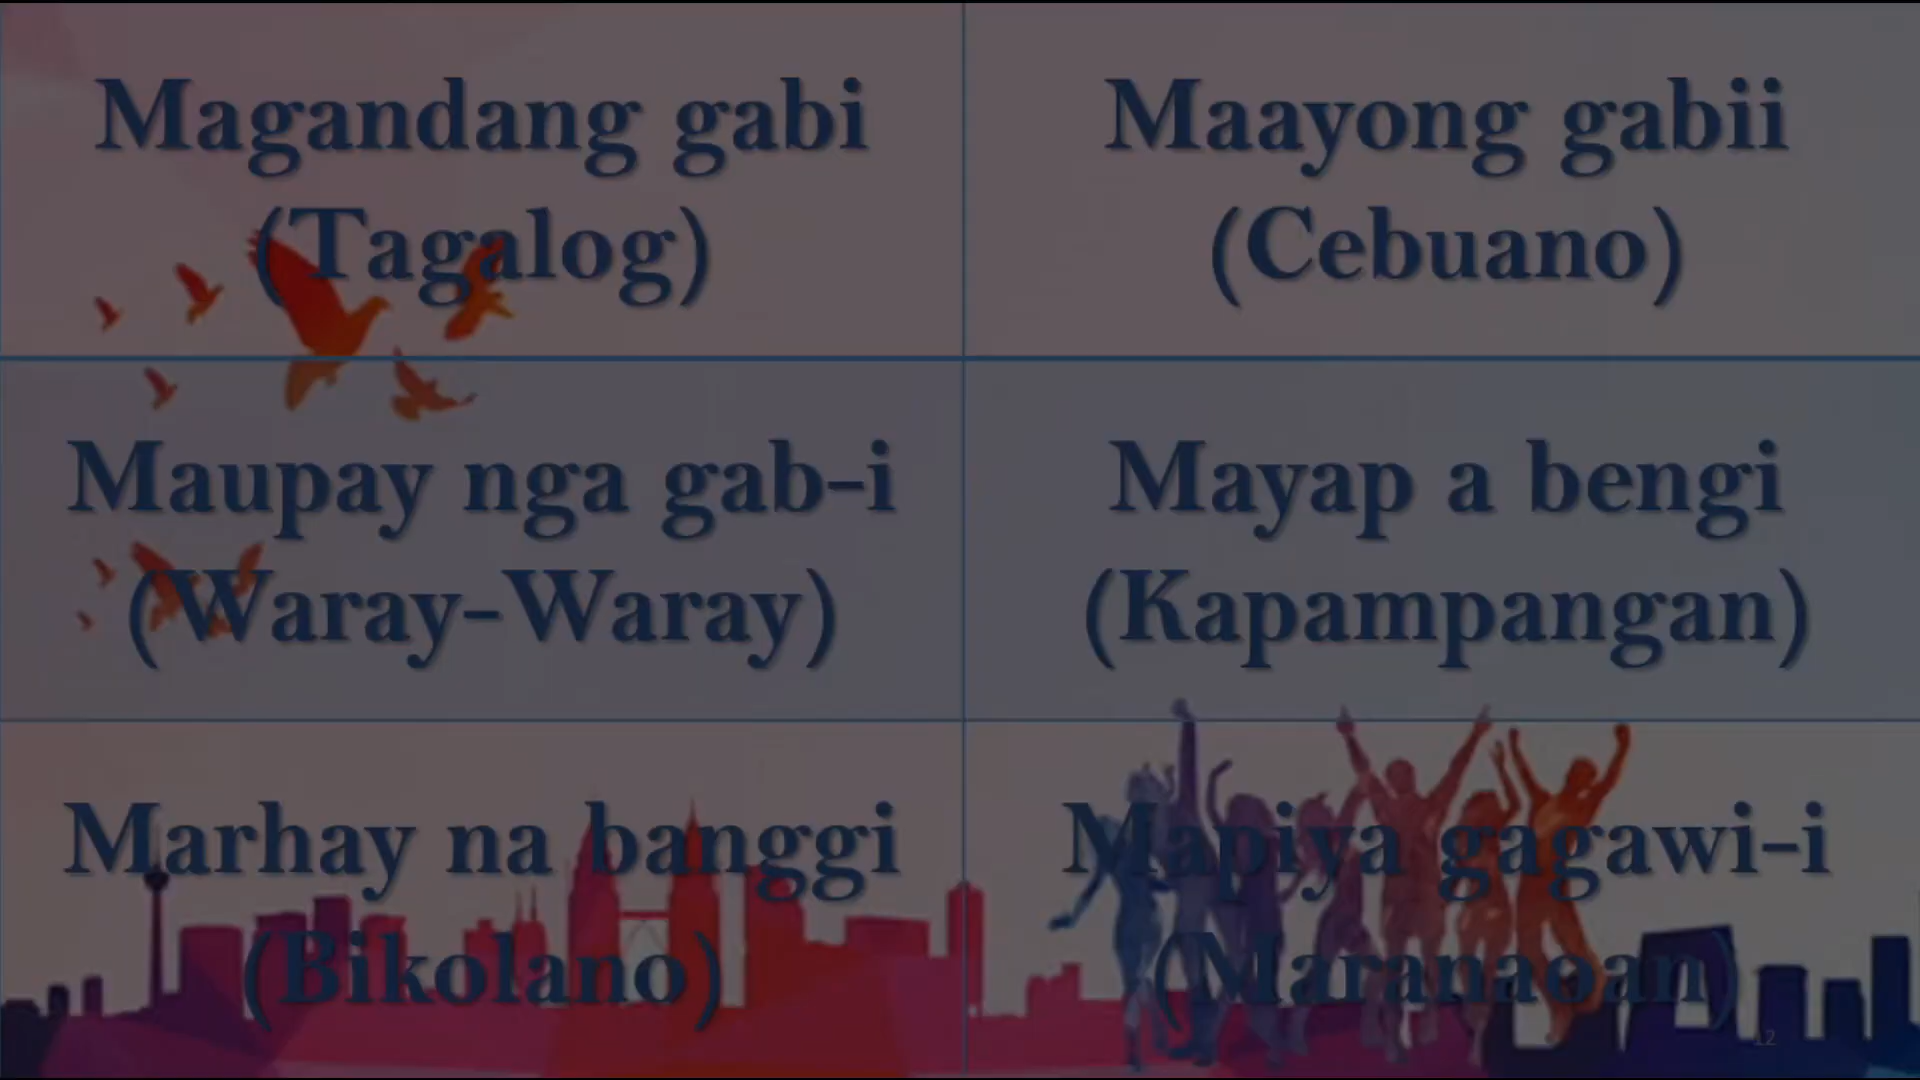 Magandang gabi
(Tagalog)
Maayong gabii
(Cebuano)
Maupay nga gab-i
(Waray-Waray)
Mayap a bengi
(Kapampangan)
Marhay na banggi
(Bikolano)
Mapiya gagawi-i
(Maranaoan)
12